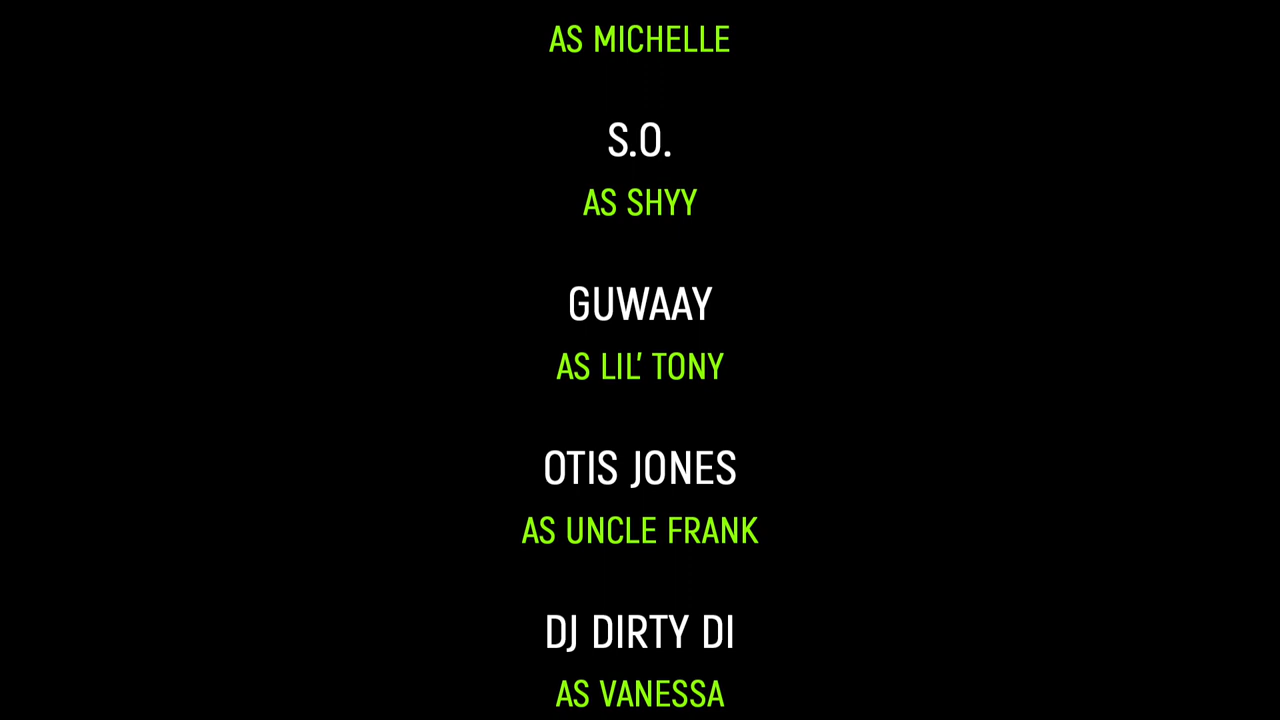 AS MICHELLE
S.O.
AS SHYY
GUWAAY
AS LIL' TONY
OTIS JONES
AS UNCLE FRANK
DJ DIRTY DI
AS VANESSA